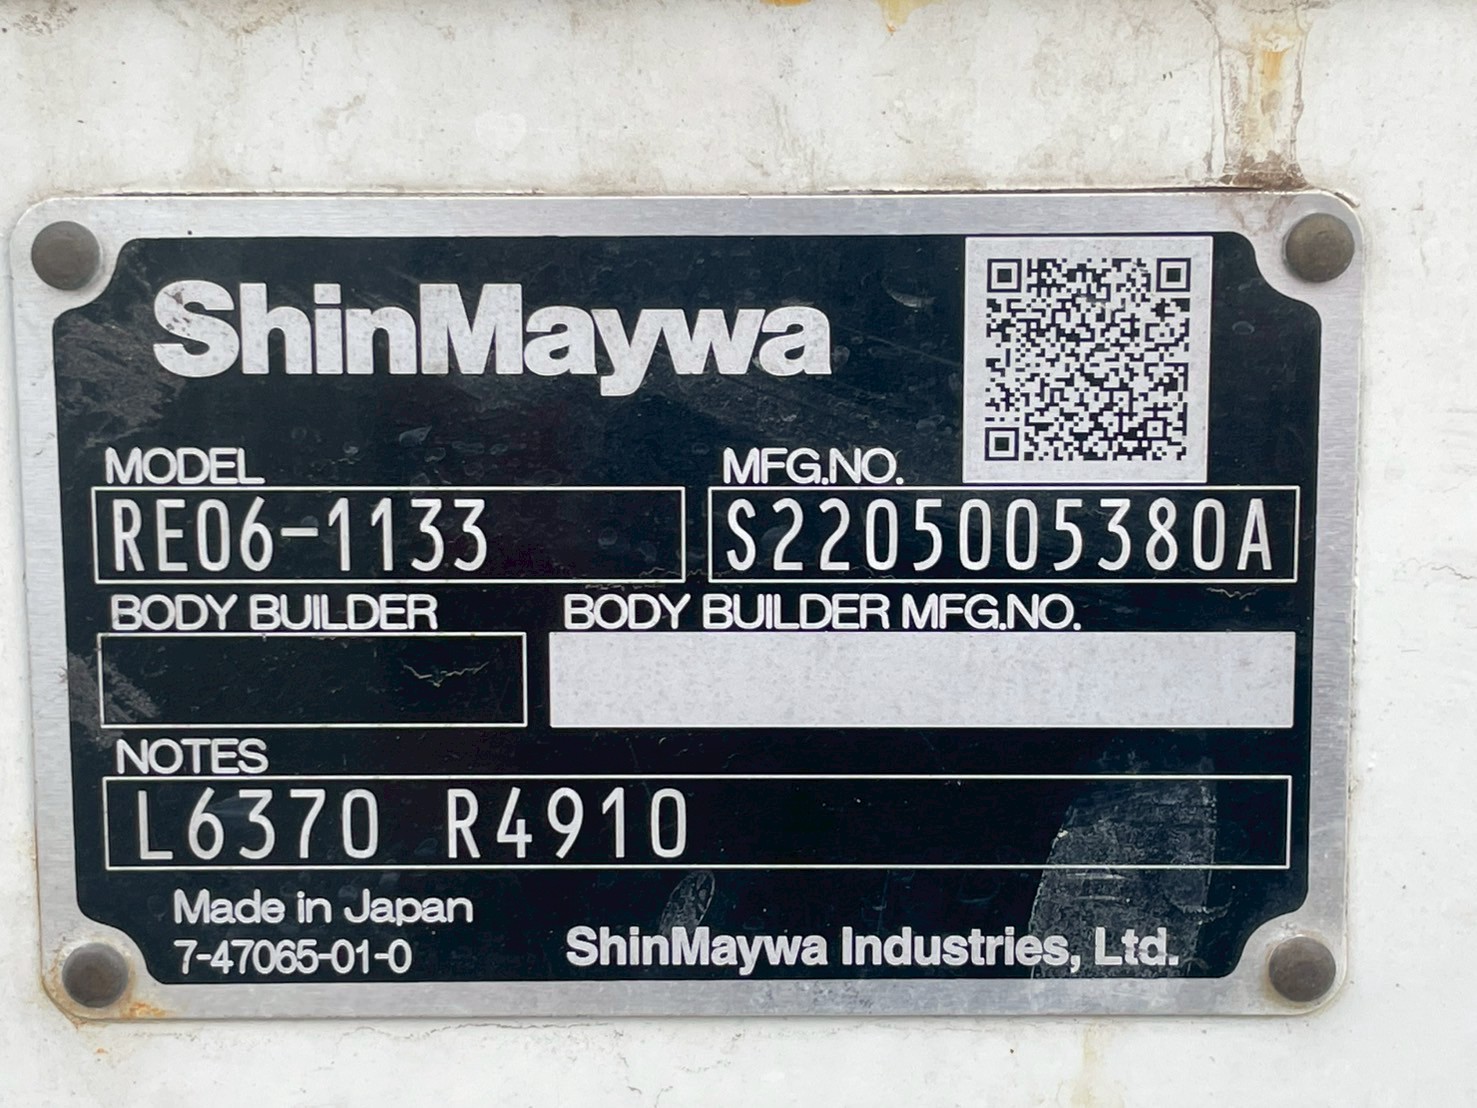 ShinMaywa
MODEL
MFG.NO.
RE06-1133
S2205005380A
BODY BUILDER
BODY BUILDER MFG.NO.
NOTES
L6370 R4910
Made in Japan
7-47065-01-0
ShinMaywa Industries, Ltd.